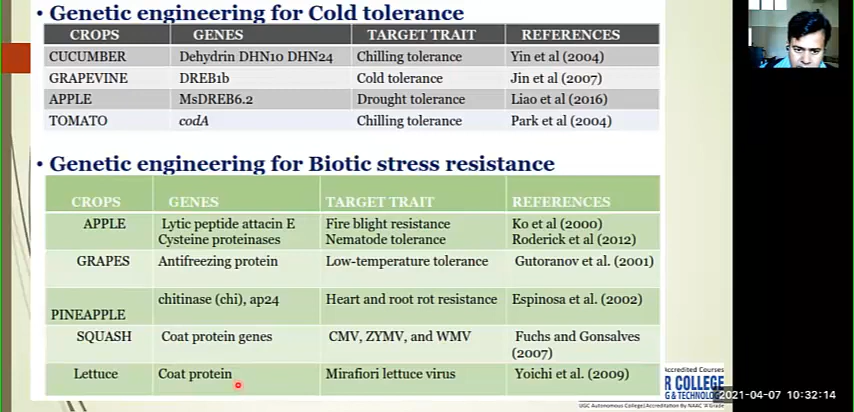 • Genetic engineering for Cold tolerance
CROPS GENES TARGET TRAIT REFERENCES
CUCUMBER Dehydrin DHN10 DHN24 Chilling tolerance Yin et al (2004)
GRAPEVINE DREB1b Cold tolerance Jin et al (2007)
APPLE MsDREB6.2 Drought tolerance Liao et al (2016)
TOMATO codA Chilling tolerance Park et al (2004)
• Genetic engineering for Biotic stress resistance
CROPS GENES TARGET TRAIT REFERENCES
APPLE Lytic peptide attacin E Fire blight resistance Ko et al (2000)
Cysteine proteinases Nematode tolerance Roderick et al (2012)
GRAPES Antifreezing protein Low-temperature tolerance Gutoranov et al. (2001)
chitinase (chi), ap24 Heart and root rot resistance Espinosa et al. (2002)
PINEAPPLE
SQUASH Coat protein genes CMV, ZYMV, and WMV Fuchs and Gonsalves
(2007)
Lettuce Coat protein Mirafiori lettuce virus Yoichi et al. (2009)
Accredited Courses
R COLLEGE
G & TECHNOLO
2021-04-07 10:32:14
UGC Autonomous College|Accreditation By NAAC